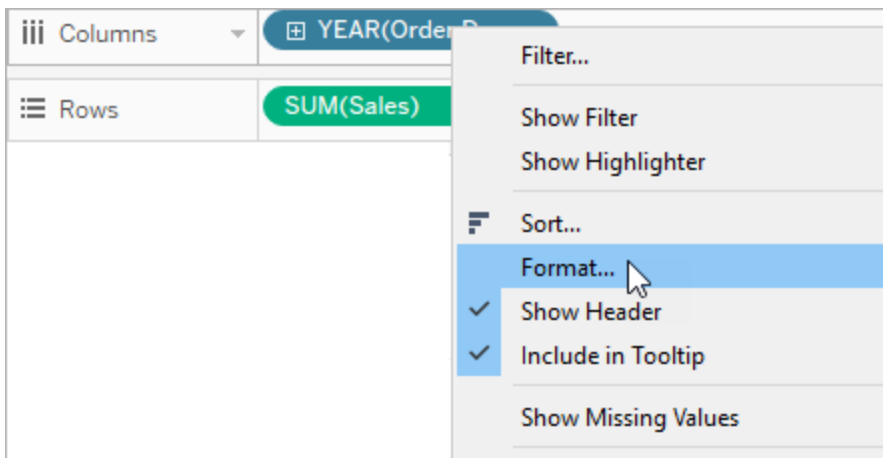 Columns
YEAR(Order
Rows
SUM(Sales)
Filter...
Show Filter
Show Highlighter
Sort...
Format...
Show Header
Include in Tooltip
Show Missing Values